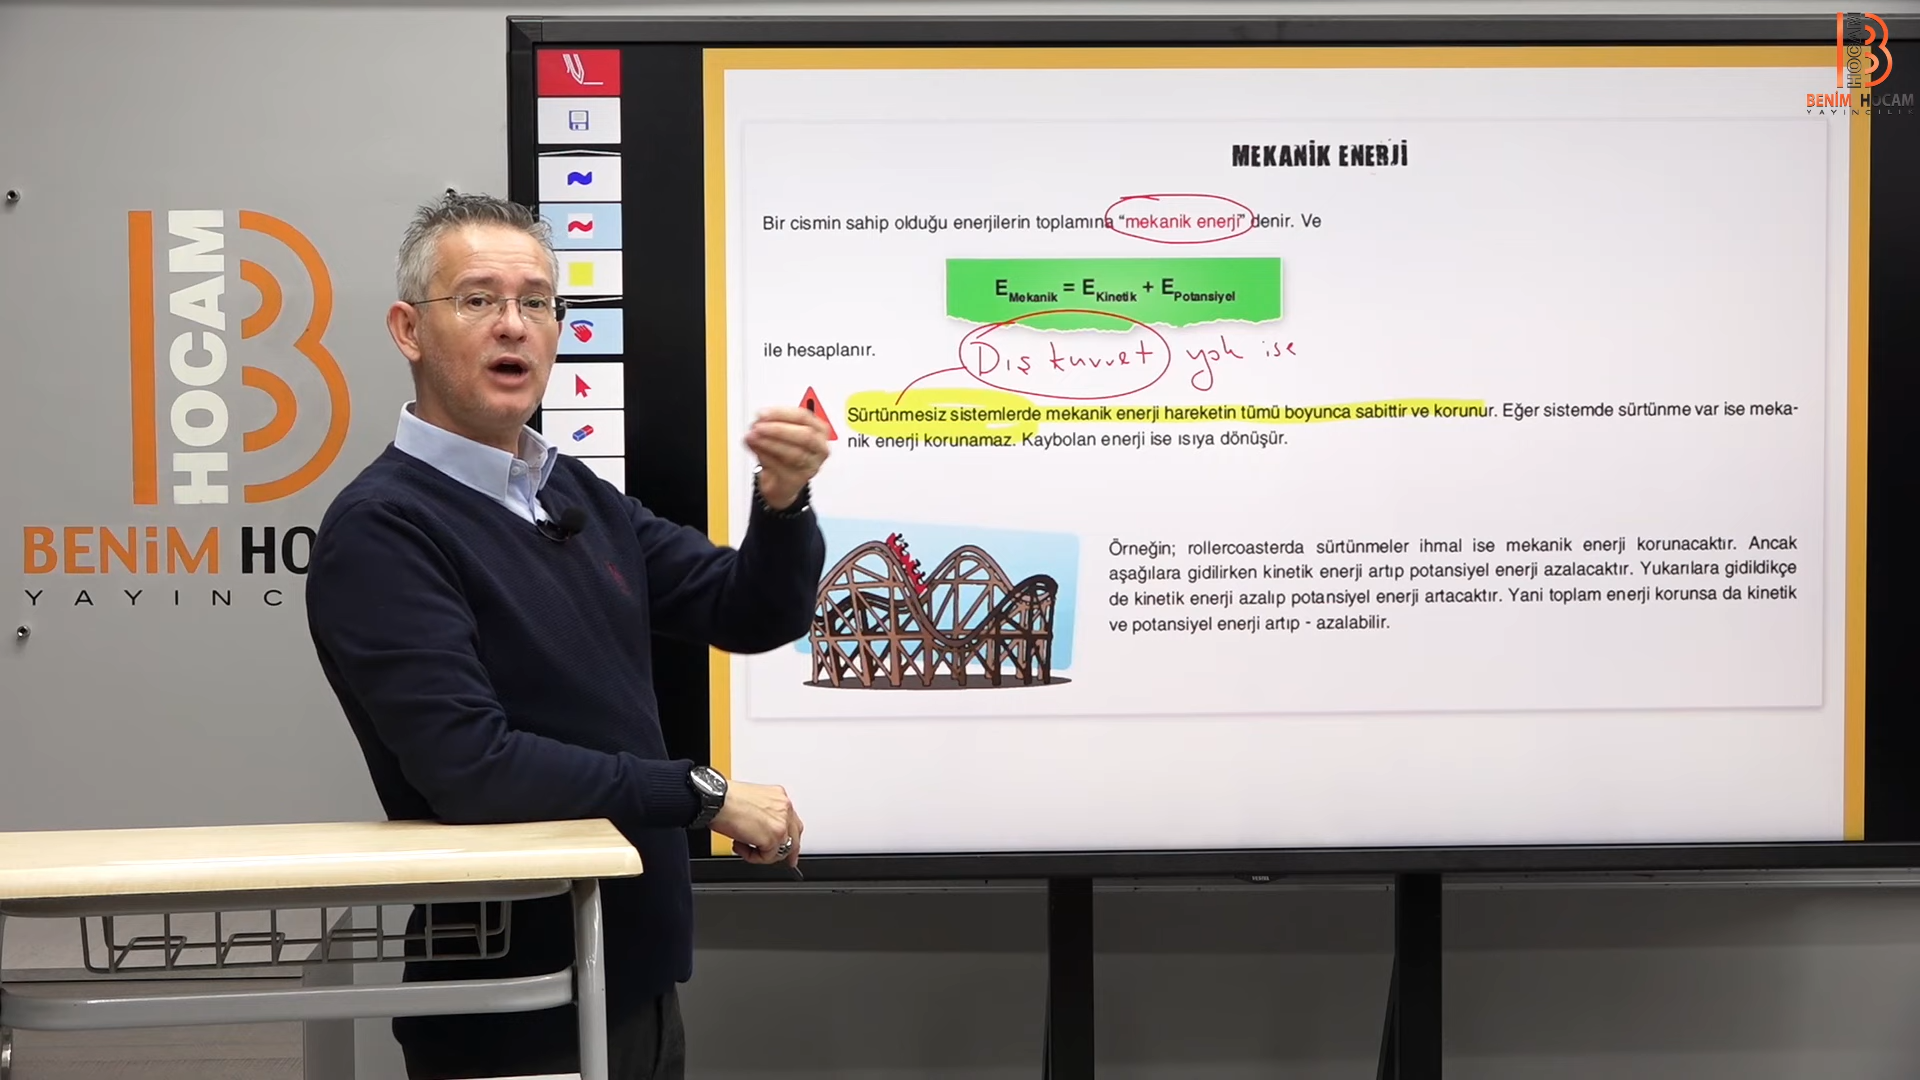 HOCAM
BENİM HOCAM
YAYINCILIK
HOCAM
BENİM HO
YAYINC
MEKANİK ENERJİ
Bir cismin sahip olduğu enerjilerin toplamına “mekanik enerji” denir. Ve
E Mekanik = E Kinetik + E Potansiyel
ile hesaplanır.
Dış kuvvet yok ise
Sürtünmesiz sistemlerde mekanik enerji hareketin tümü boyunca sabittir ve korunur. Eğer sistemde sürtünme var ise meka-
nik enerji korunamaz. Kaybolan enerji ise ısıya dönüşür.
Örneğin; rollercoasterda sürtünmeler ihmal ise mekanik enerji korunacaktır. Ancak
aşağılara gidilirken kinetik enerji artıp potansiyel enerji azalacaktır. Yukarılara gidildikçe
de kinetik enerji azalıp potansiyel enerji artacaktır. Yani toplam enerji korunsa da kinetik
ve potansiyel enerji artıp - azalabilir.